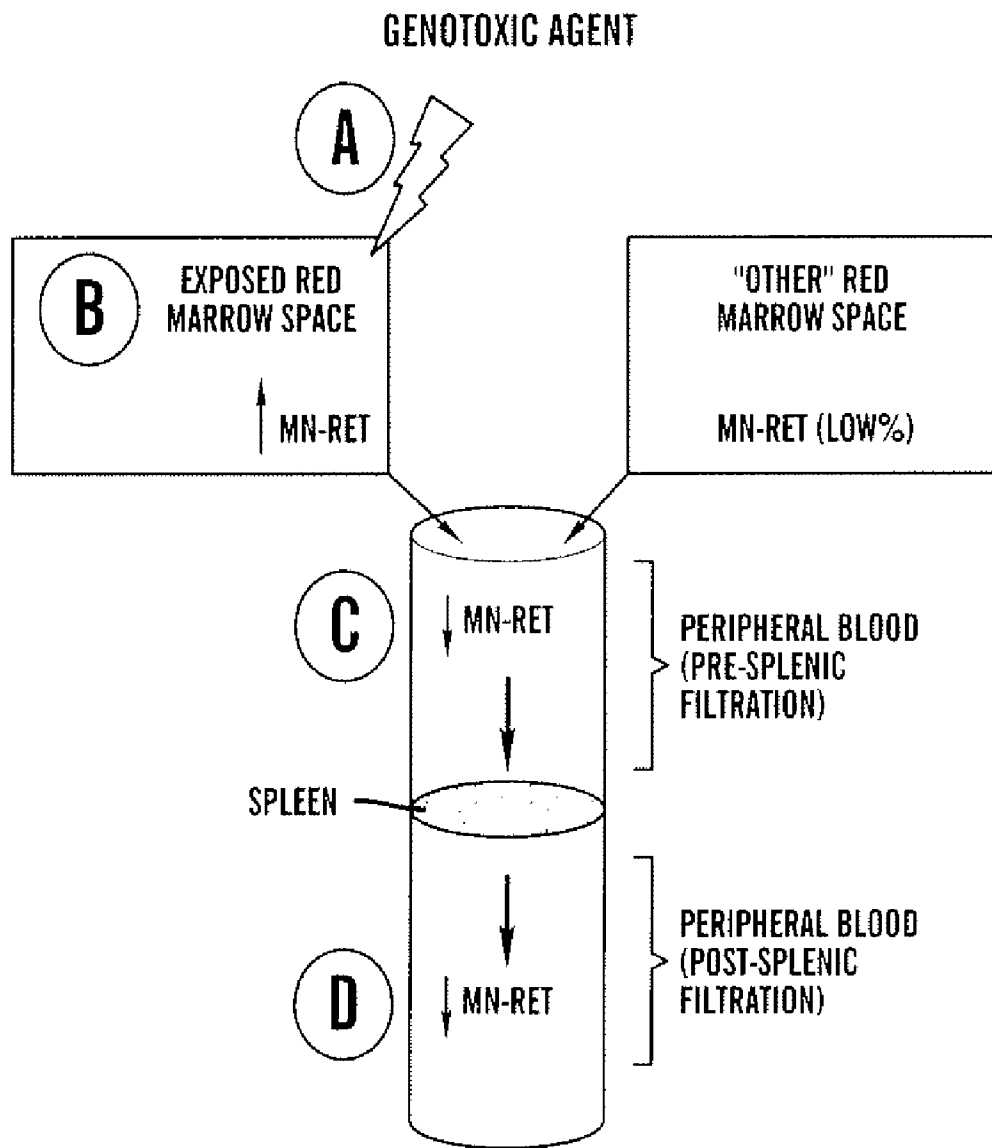 GENOTOXIC AGENT
A
B
EXPOSED RED
MARROW SPACE
MN-RET
"OTHER" RED
MARROW SPACE
MN-RET (LOW%)
C
MN-RET
PERIPHERAL BLOOD
(PRE-SPLENIC
FILTRATION)
SPLEEN
D
MN-RET
PERIPHERAL BLOOD
(POST-SPLENIC
FILTRATION)